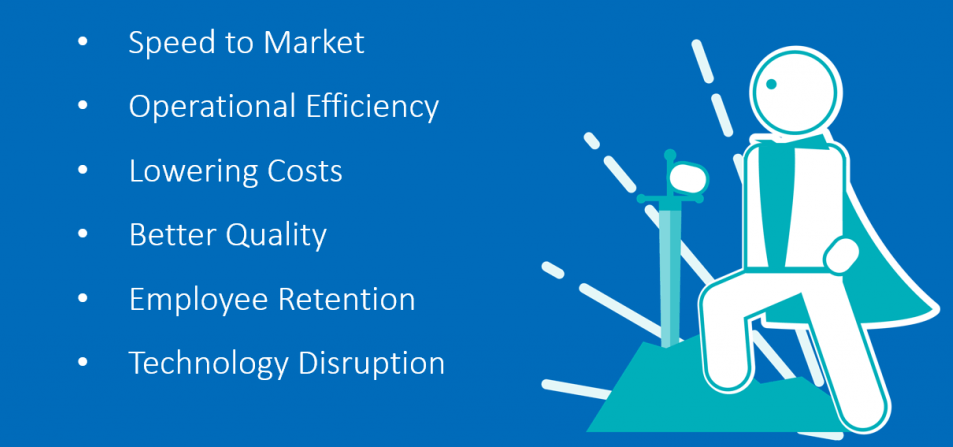 • Speed to Market
• Operational Efficiency
• Lowering Costs
• Better Quality
• Employee Retention
• Technology Disruption